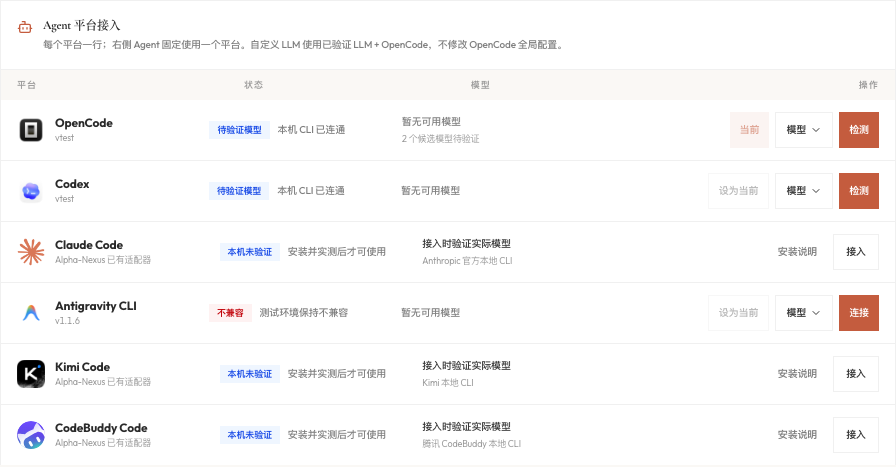 Agent 平台接入
每个平台一行；右侧 Agent 固定使用一个平台。自定义 LLM 使用已验证 LLM + OpenCode，不修改 OpenCode 全局配置。
平台 状态 模型 操作
OpenCode
vtest
待验证模型 本机 CLI 已连通
暂无可用模型
2 个候选模型待验证
当前 模型 检测
Codex
vtest
待验证模型 本机 CLI 已连通
暂无可用模型
设为当前 模型 检测
Claude Code
Alpha-Nexus 已有适配器
本机未验证 安装并实测后才可使用
接入时验证实际模型
Anthropic 官方本地 CLI
安装说明 接入
Antigravity CLI
v1.1.6
不兼容 测试环境保持不兼容
暂无可用模型
设为当前 模型 连接
Kimi Code
Alpha-Nexus 已有适配器
本机未验证 安装并实测后才可使用
接入时验证实际模型
Kimi 本地 CLI
安装说明 接入
CodeBuddy Code
Alpha-Nexus 已有适配器
本机未验证 安装并实测后才可使用
接入时验证实际模型
腾讯 CodeBuddy 本地 CLI
安装说明 接入